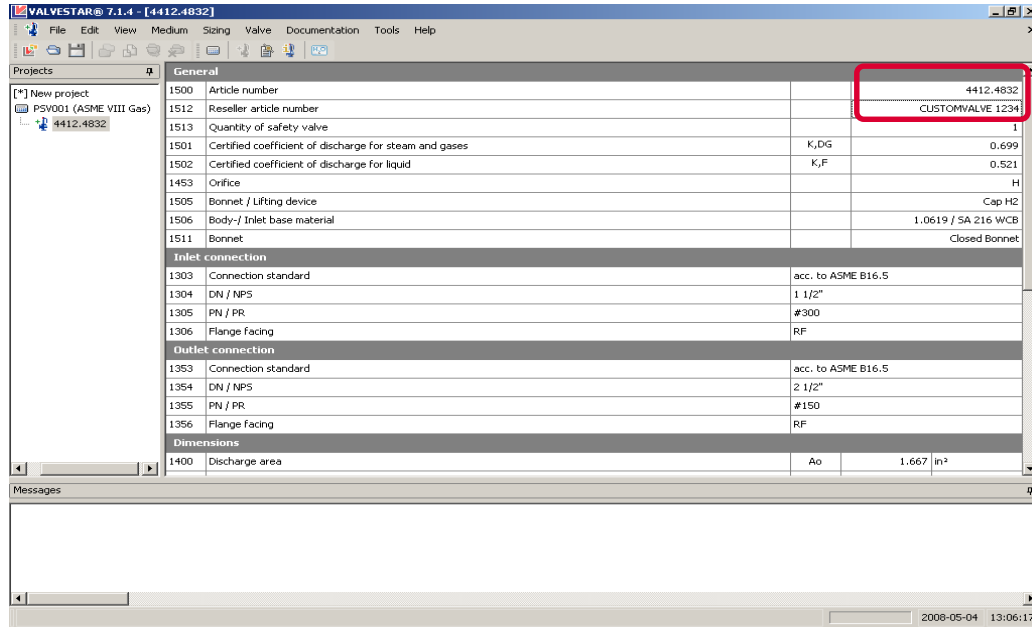 VALVESTAR® 7.1.4 - [4412.4832]
File Edit View Medium Sizing Valve Documentation Tools Help
Projects
[*] New project
PSV001 (ASME VIII Gas)
4412.4832
General
1500 Article number 4412.4832
1512 Reseller article number CUSTOMVALVE 1234
1513 Quantity of safety valve 1
1501 Certified coefficient of discharge for steam and gases K,DG 0.699
1502 Certified coefficient of discharge for liquid K,F 0.521
1453 Orifice H
1505 Bonnet / Lifting device Cap H2
1506 Body-/ Inlet base material 1.0619 / SA 216 WCB
1511 Bonnet Closed Bonnet
Inlet connection
1303 Connection standard acc. to ASME B16.5
1304 DN / NPS 1 1/2"
1305 PN / PR #300
1306 Flange facing RF
Outlet connection
1353 Connection standard acc. to ASME B16.5
1354 DN / NPS 2 1/2"
1355 PN / PR #150
1356 Flange facing RF
Dimensions
1400 Discharge area Ao 1.667 in²
Messages
2008-05-04 13:06:17